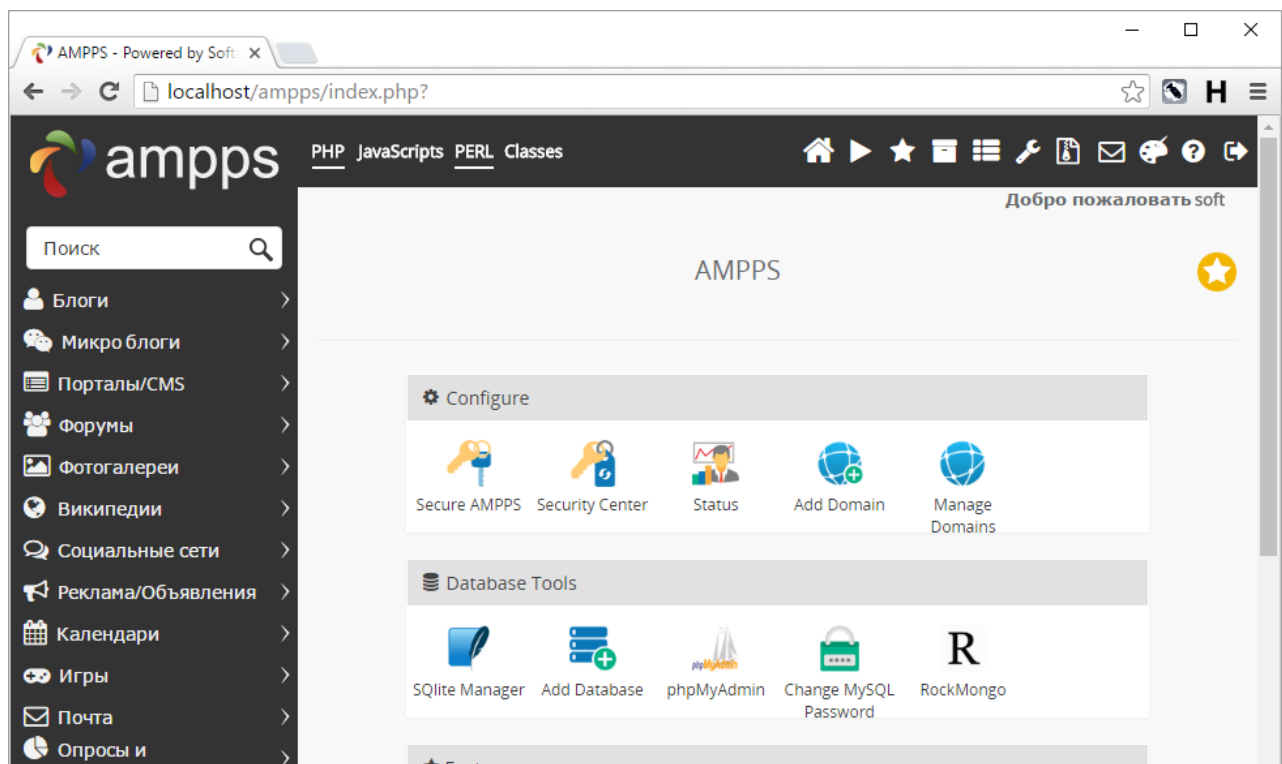 AMPPS - Powered by Soft
localhost/ampps/index.php?
ampps
PHP JavaScripts PERL Classes
Добро пожаловать soft
Поиск
AMPPS
Блоги
Микро блоги
Порталы/CMS
Форумы
Фотогалереи
Википедии
Социальные сети
Реклама/Объявления
Календари
Игры
Почта
Опросы и
Configure
Secure AMPPS Security Center Status Add Domain Manage
Domains
Database Tools
SQlite Manager Add Database phpMyAdmin Change MySQL RockMongo
Password